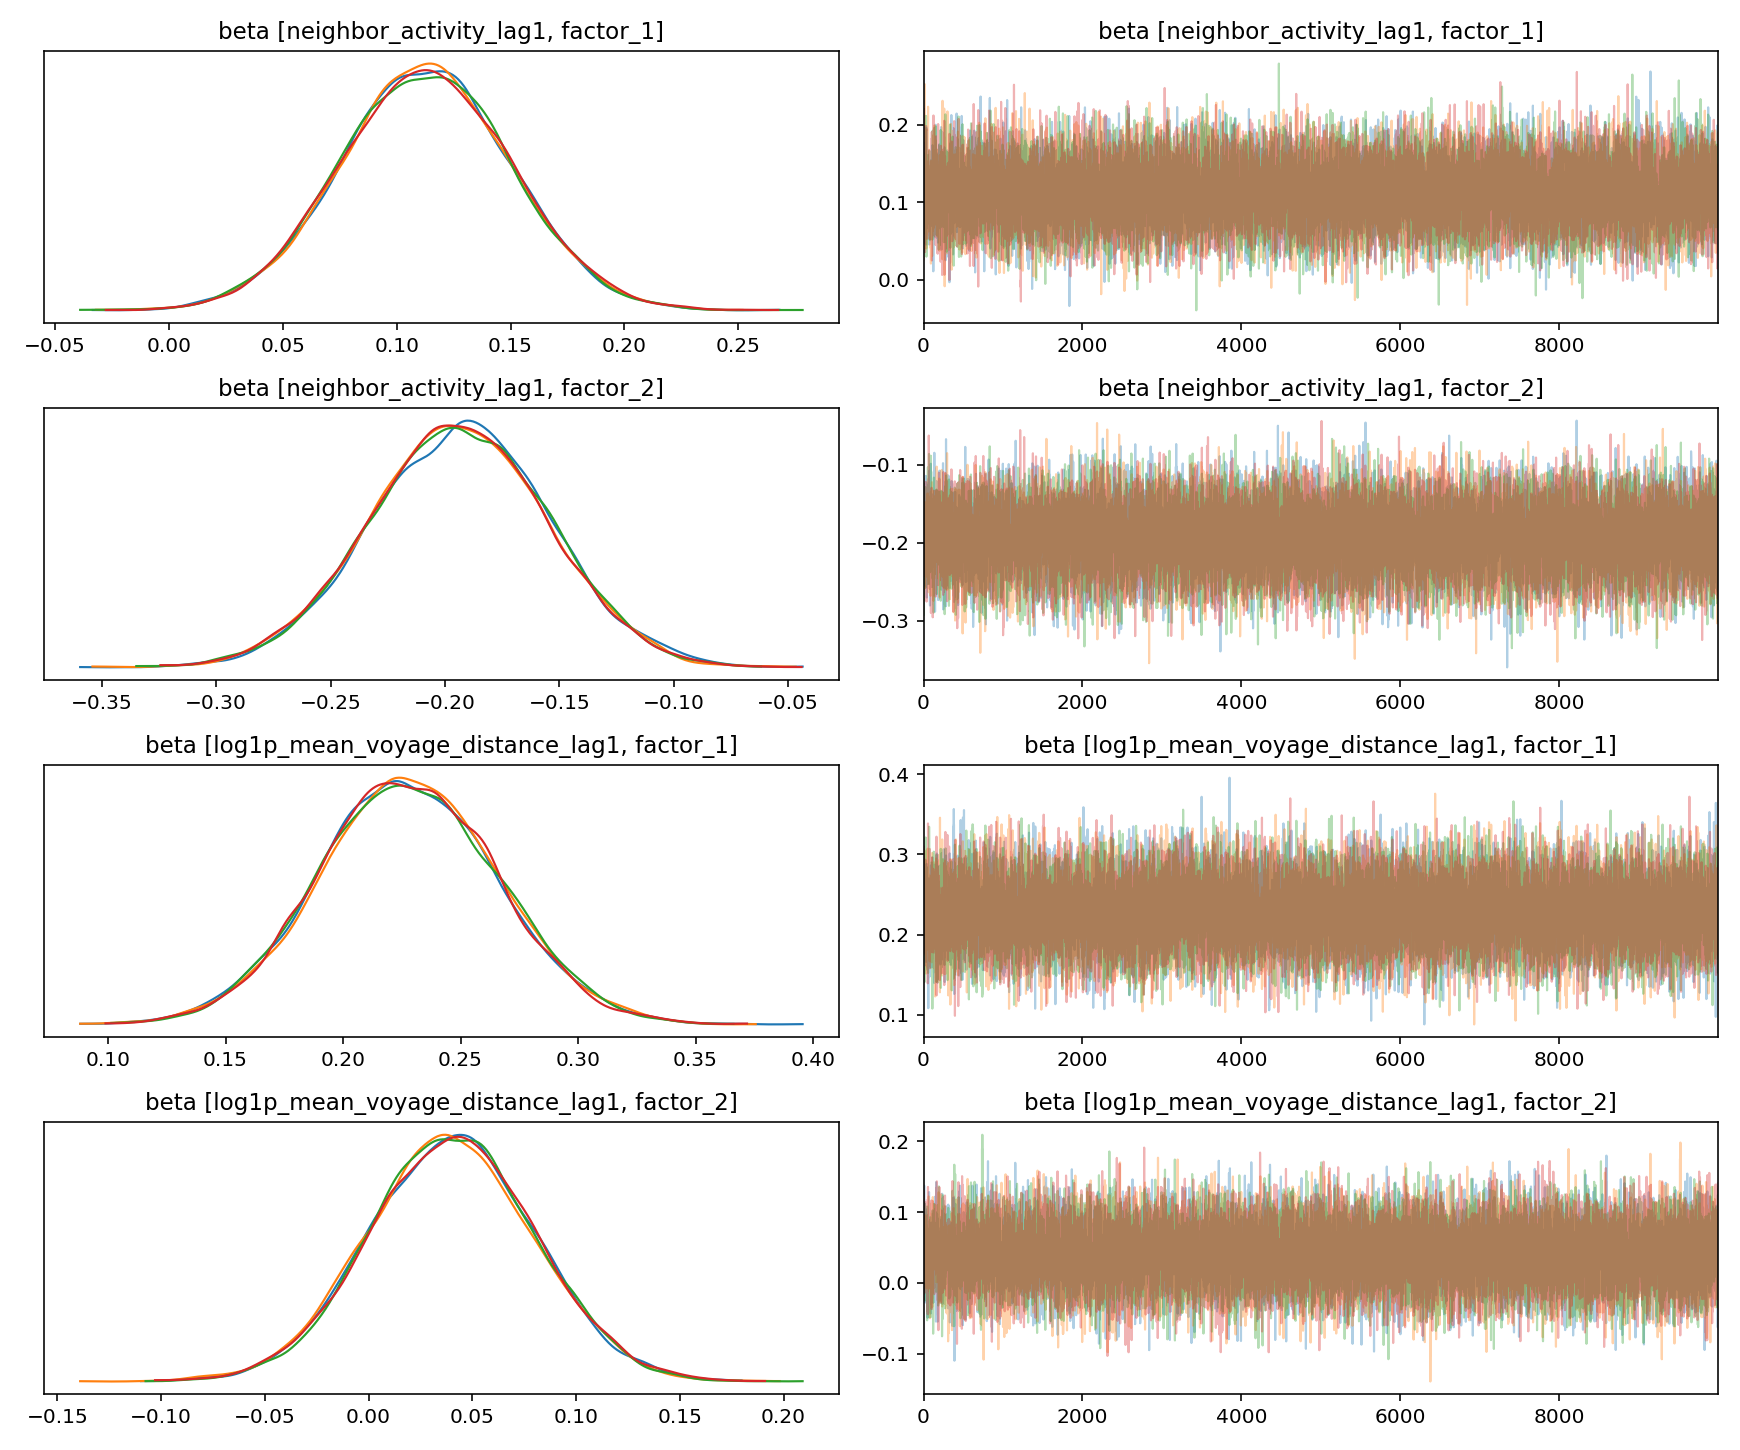 beta [neighbor_activity_lag1, factor_1]
−0.05 0.00 0.05 0.10 0.15 0.20 0.25
beta [neighbor_activity_lag1, factor_1]
0.2
0.1
0.0
0 2000 4000 6000 8000
beta [neighbor_activity_lag1, factor_2]
−0.35 −0.30 −0.25 −0.20 −0.15 −0.10 −0.05
beta [neighbor_activity_lag1, factor_2]
−0.1
−0.2
−0.3
0 2000 4000 6000 8000
beta [log1p_mean_voyage_distance_lag1, factor_1]
0.10 0.15 0.20 0.25 0.30 0.35 0.40
beta [log1p_mean_voyage_distance_lag1, factor_1]
0.4
0.3
0.2
0.1
0 2000 4000 6000 8000
beta [log1p_mean_voyage_distance_lag1, factor_2]
−0.15 −0.10 −0.05 0.00 0.05 0.10 0.15 0.20
beta [log1p_mean_voyage_distance_lag1, factor_2]
0.2
0.1
0.0
−0.1
0 2000 4000 6000 8000